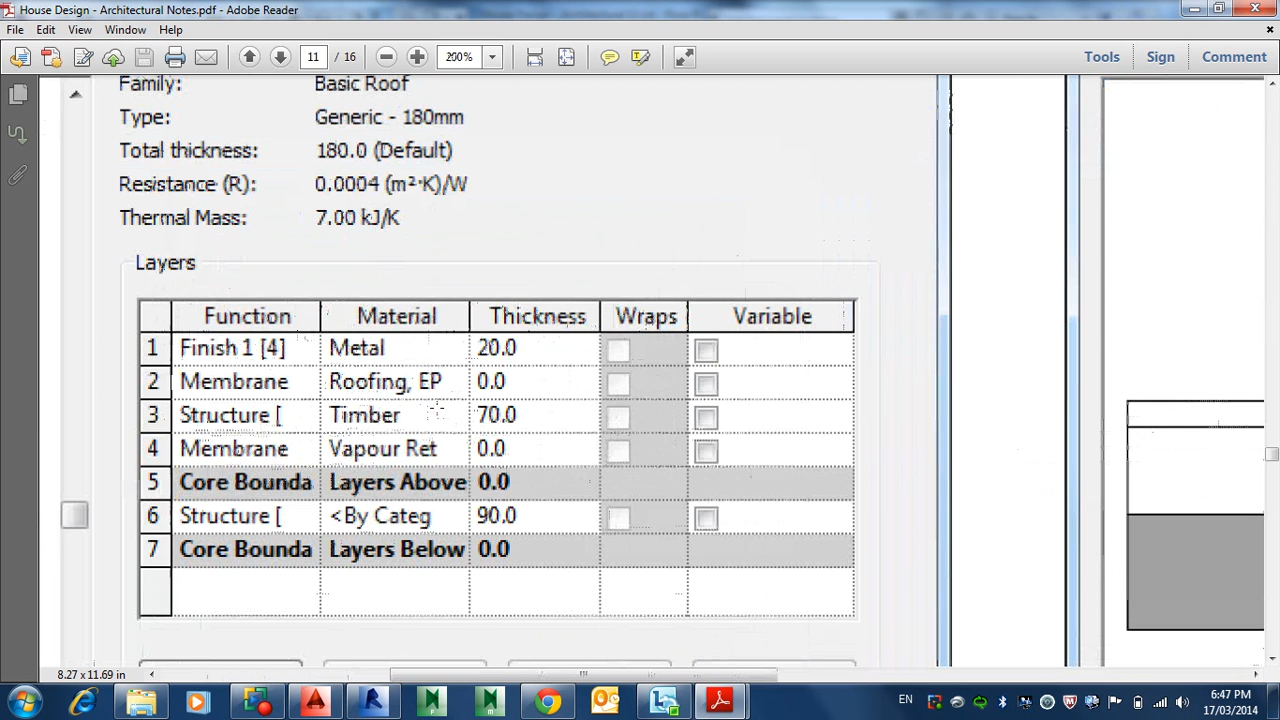 House Design - Architectural Notes.pdf - Adobe Reader
File Edit View Window Help
11 / 16 200% Tools Sign Comment
Family: Basic Roof
Type: Generic - 180mm
Total thickness: 180.0 (Default)
Resistance (R): 0.0004 (m²·K)/W
Thermal Mass: 7.00 kJ/K
Layers
Function Material Thickness Wraps Variable
1 Finish 1 [4] Metal 20.0
2 Membrane Roofing, EP 0.0
3 Structure [ Timber 70.0
4 Membrane Vapour Ret 0.0
5 Core Bounda Layers Above 0.0
6 Structure [ <By Categ 90.0
7 Core Bounda Layers Below 0.0
8.27 x 11.69 in
EN 6:47 PM
17/03/2014